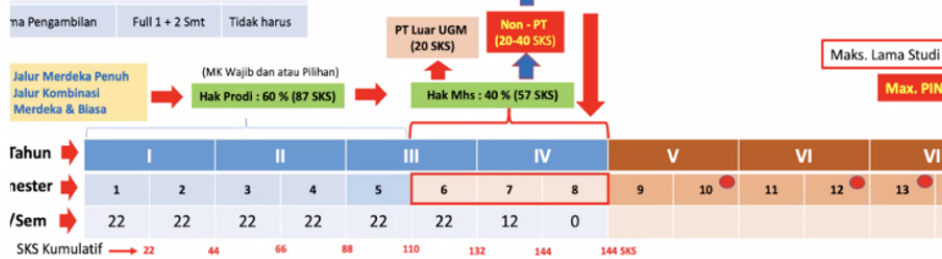 ma Pengambilan Full 1 + 2 Smt Tidak harus
PT Luar UGM
(20 SKS)
Non - PT
(20-40 SKS)
Maks. Lama Studi
Max. PIN
Jalur Merdeka Penuh
Jalur Kombinasi
Merdeka & Biasa
(MK Wajib dan atau Pilihan)
Hak Prodi : 60 % (87 SKS)
Hak Mhs : 40 % (57 SKS)
Tahun I II III IV V VI VI
mester 1 2 3 4 5 6 7 8 9 10 11 12 13
/Sem 22 22 22 22 22 22 12 0
SKS Kumulatif 22 44 66 88 110 132 144 144 SKS